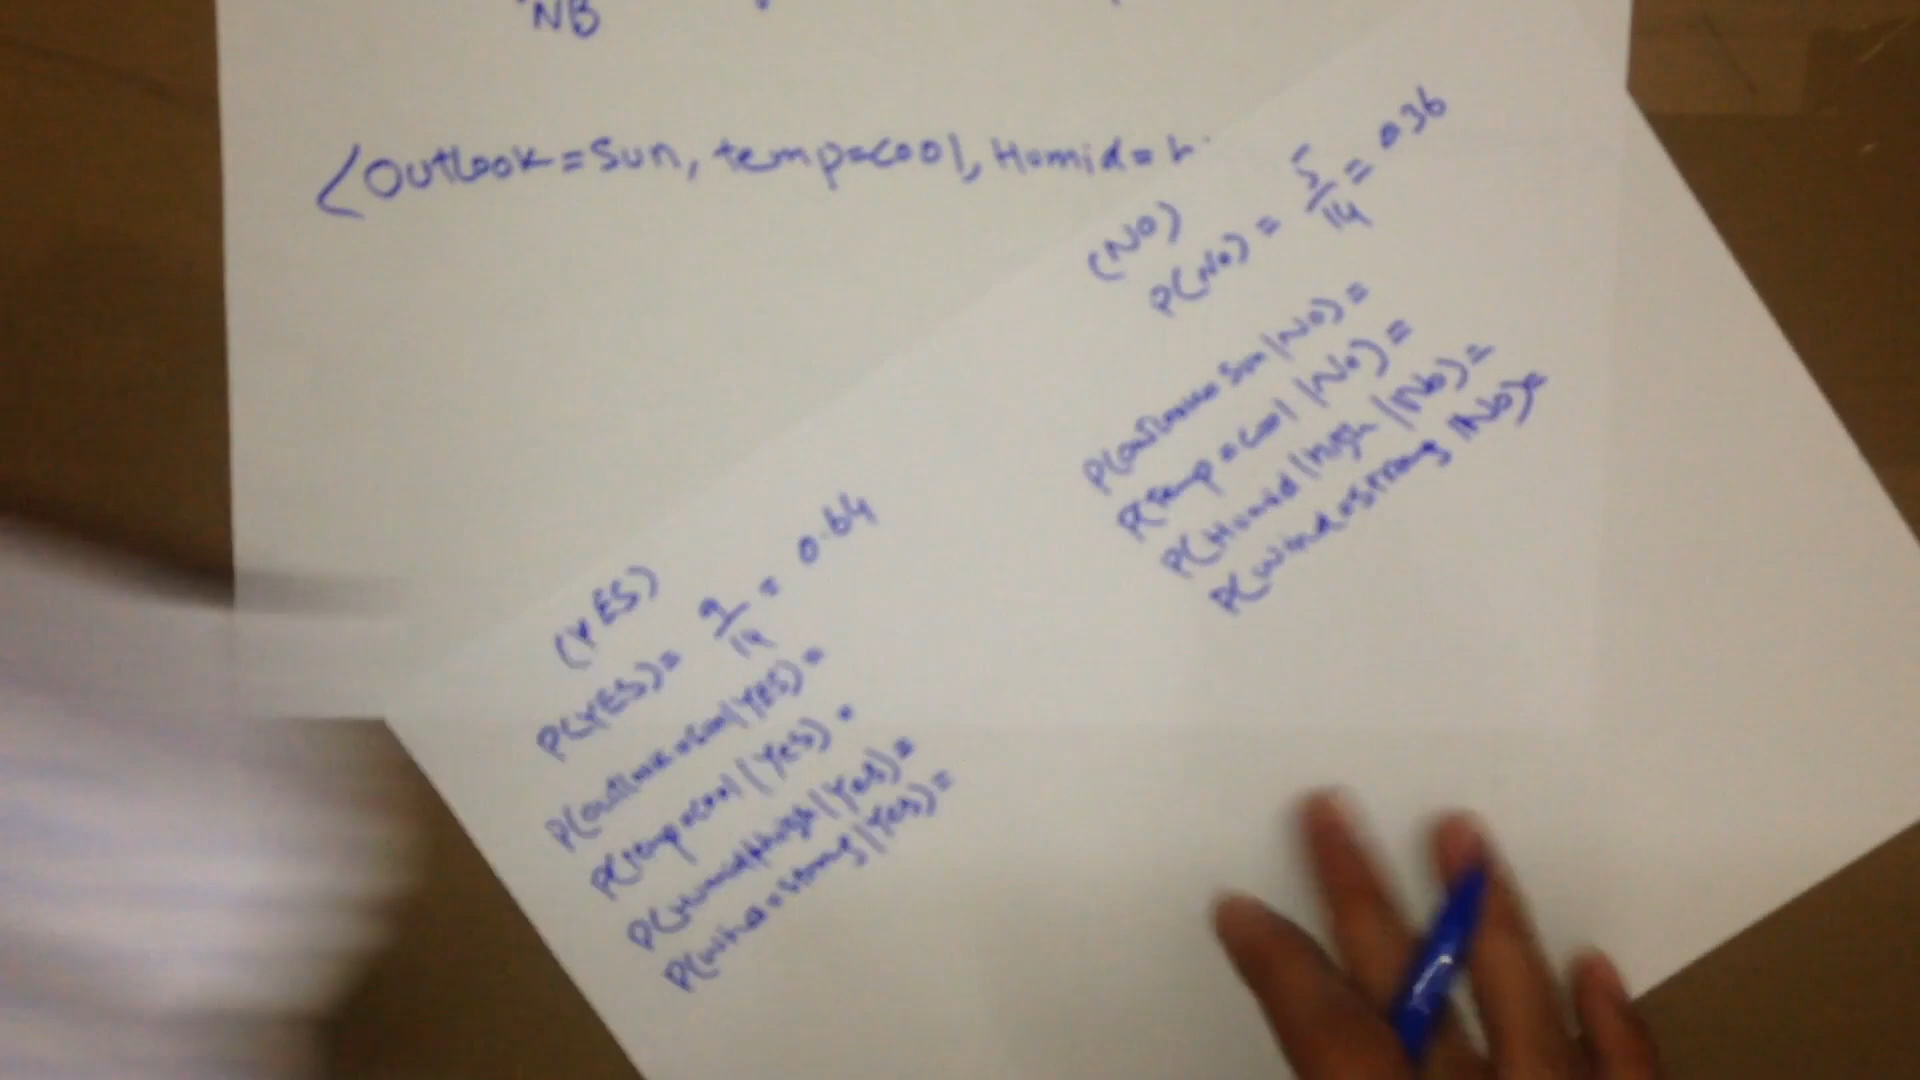 NB
<Outlook=Sun, temp=cool, Humid=
(NO)
P(No) = 5/14 = 0.36
P(Outlook=Sun|NO) =
P(temp=cool|No) =
P(Humid|high|No) =
P(Wind=strong|No)=
(YES)
P(YES)= 9/14 = 0.64
P(outlook=sun|YES) =
P(temp=cool|Yes) =
P(Humid|high|Yes) =
P(Wind=strong|Yes)=